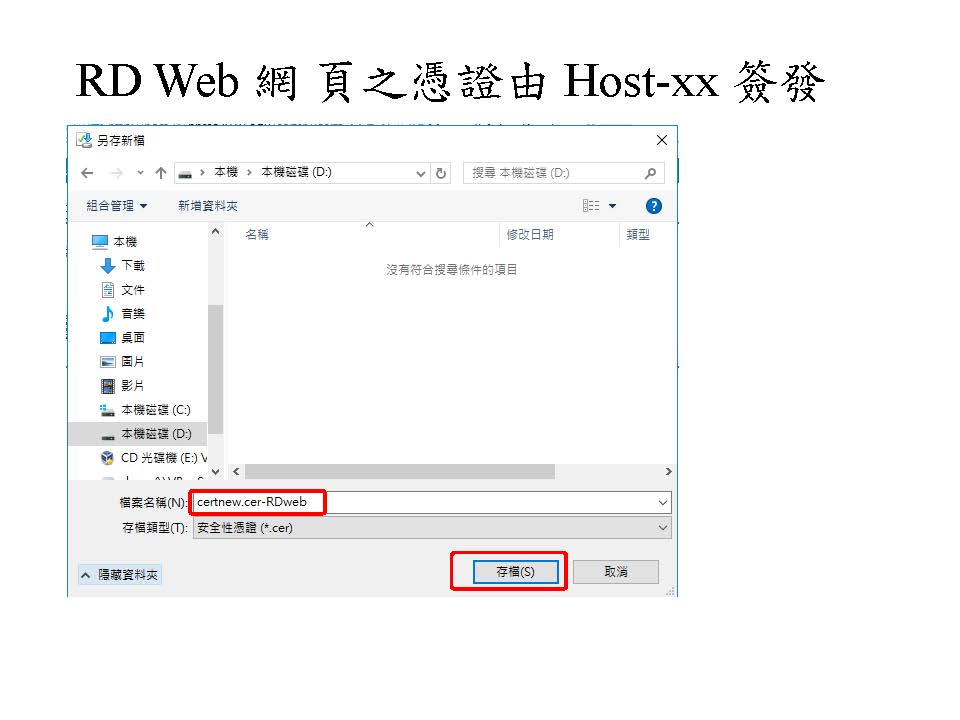 RD Web 網 頁之憑證由 Host-xx 簽發
另存新檔
本機 本機磁碟 (D:)
搜尋 本機磁碟 (D:)
組合管理 新增資料夾
名稱 修改日期 類型
沒有符合搜尋條件的項目
本機
下載
文件
音樂
桌面
圖片
影片
本機磁碟 (C:)
本機磁碟 (D:)
CD 光碟機 (E:) V
檔案名稱(N): certnew.cer-RDweb
存檔類型(T): 安全性憑證 (*.cer)
隱藏資料夾 存檔(S) 取消